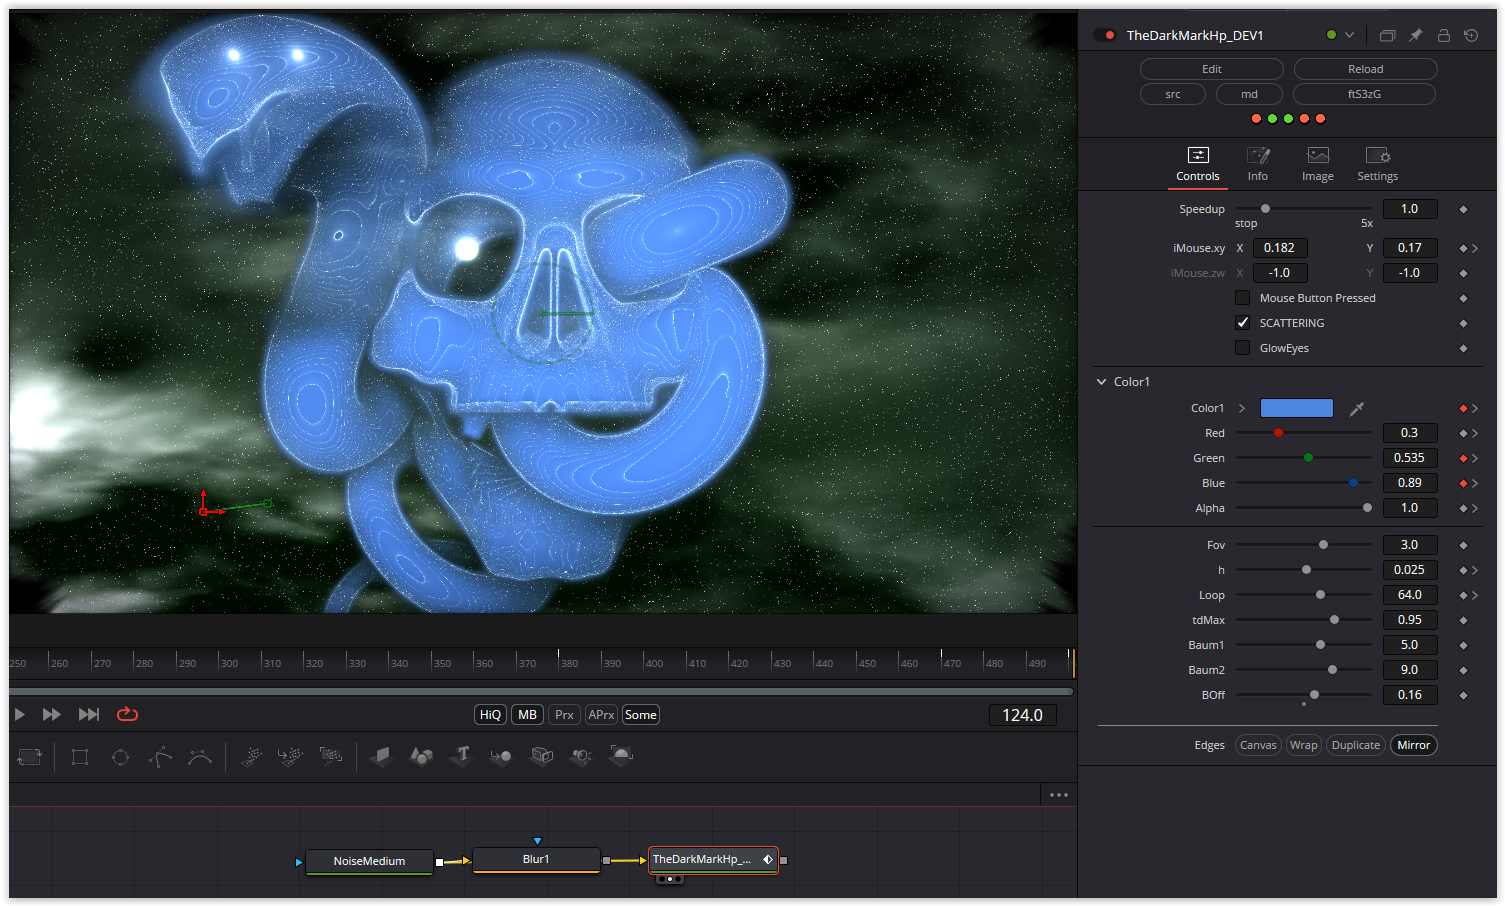 TheDarkMarkHp_DEV1
Edit Reload
src md ftS3zG
Controls Info Image Settings
Speedup 1.0
stop 5x
iMouse.xy X 0.182 Y 0.17
iMouse.zw X -1.0 Y -1.0
Mouse Button Pressed
SCATTERING
GlowEyes
Color1
Color1
Red 0.3
Green 0.535
Blue 0.89
Alpha 1.0
Fov 3.0
h 0.025
Loop 64.0
tdMax 0.95
Baum1 5.0
Baum2 9.0
BOff 0.16
Edges Canvas Wrap Duplicate Mirror
250 260 270 280 290 300 310 320 330 340 350 360 370 380 390 400 410 420 430 440 450 460 470 480 490
HiQ MB Prx APrx Some 124.0
T
NoiseMedium Blur1 TheDarkMarkHp_...